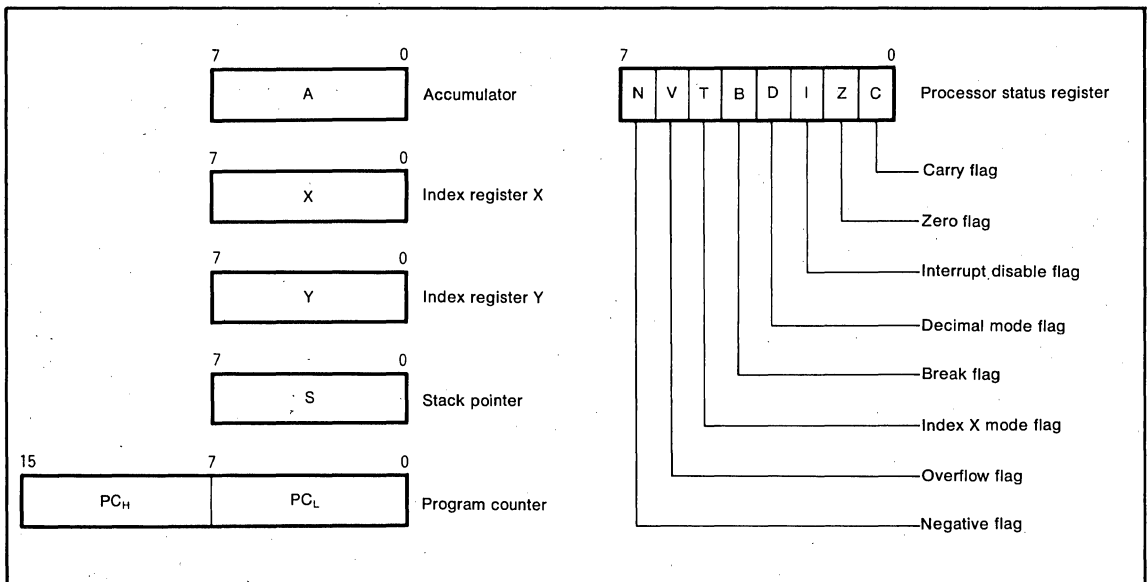 7 0
A
Accumulator
7 0
X
Index register X
7 0
Y
Index register Y
7 0
S
Stack pointer
15 7 0
PCH PCL
Program counter
7 0
N V T B D I Z C
Processor status register
Carry flag
Zero flag
Interrupt disable flag
Decimal mode flag
Break flag
Index X mode flag
Overflow flag
Negative flag